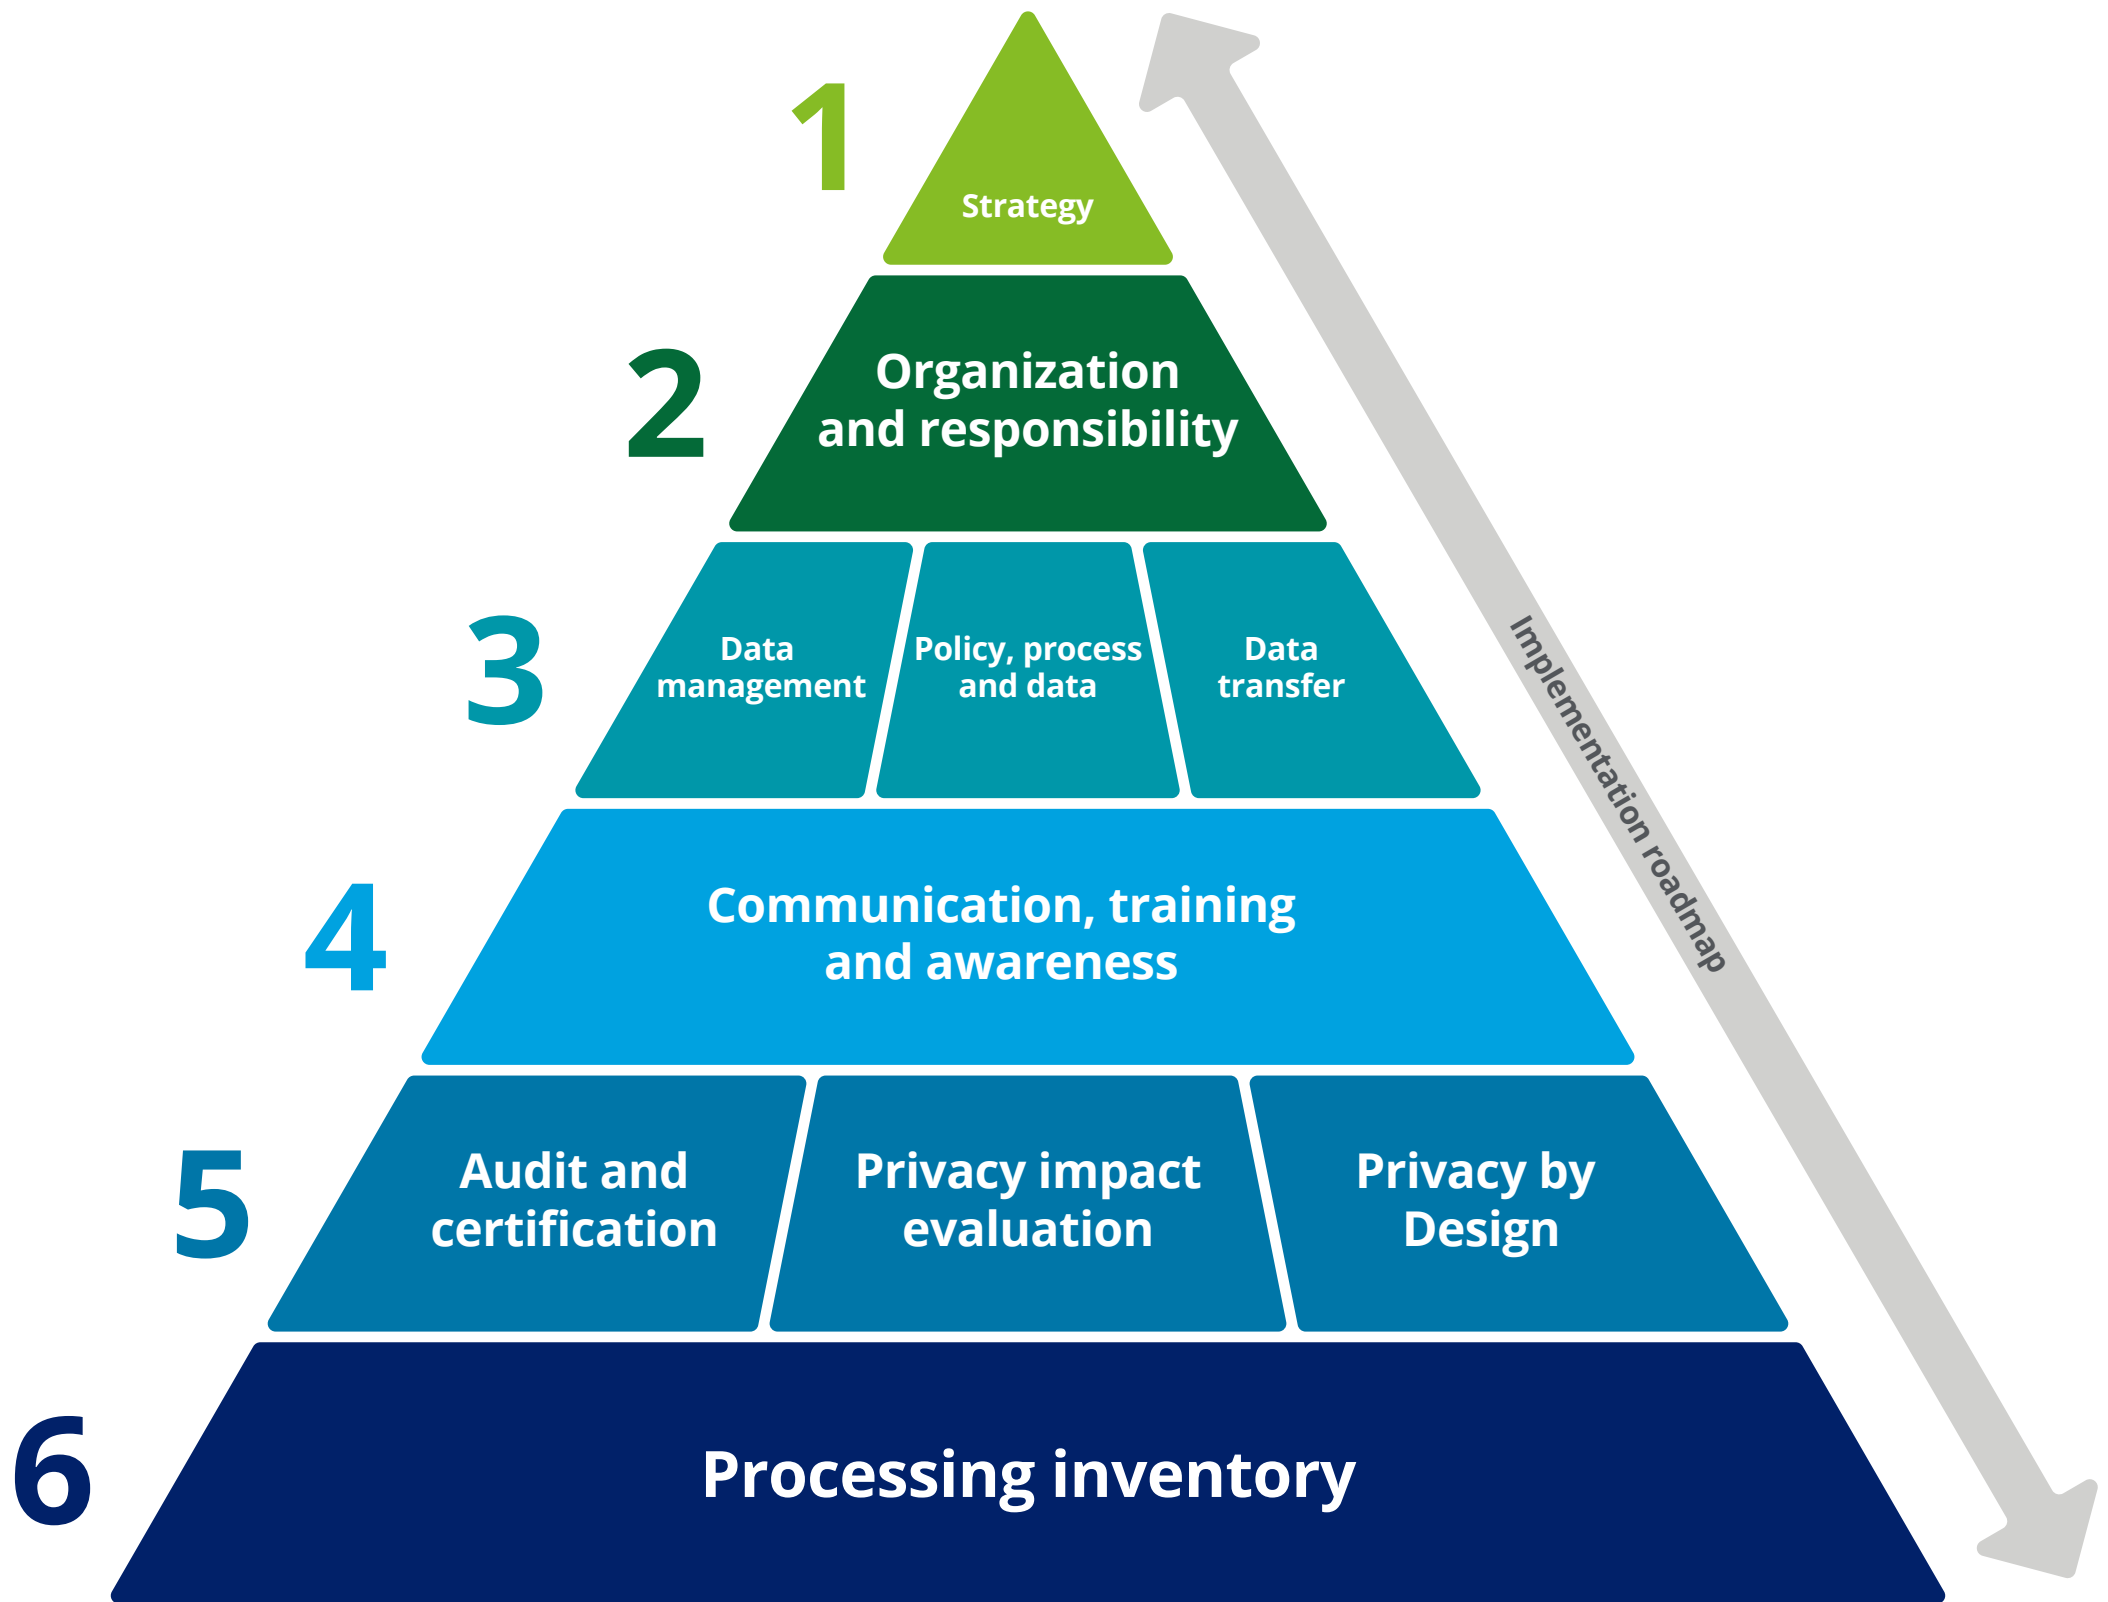 1
Strategy
2
Organization
and responsibility
3
Data
management
Policy, process
and data
Data
transfer
4
Communication, training
and awareness
5
Audit and
certification
Privacy impact
evaluation
Privacy by
Design
6
Processing inventory
Implementation roadmap